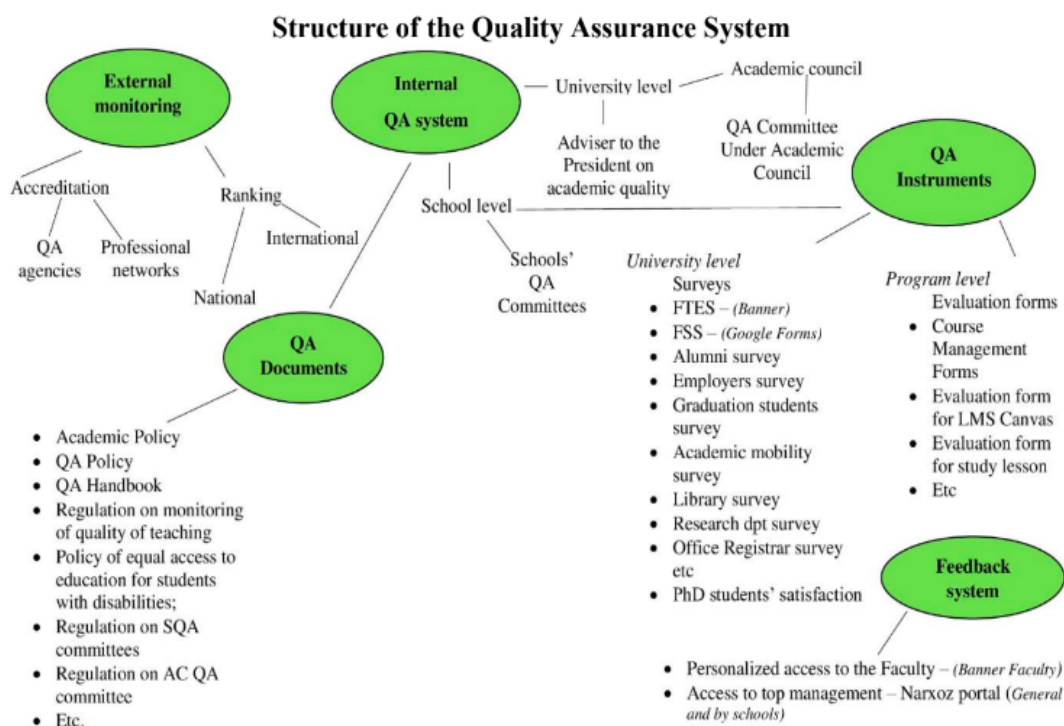 Structure of the Quality Assurance System
External
monitoring
Accreditation
QA
agencies
Professional
networks
Ranking
International
National
Internal
QA system
University level
Academic council
Adviser to the
President on
academic quality
QA Committee
Under Academic
Council
School level
Schools’
QA
Committees
QA
Documents
• Academic Policy
• QA Policy
• QA Handbook
• Regulation on monitoring
of quality of teaching
• Policy of equal access to
education for students
with disabilities;
• Regulation on SQA
committees
• Regulation on AC QA
committee
• Etc.
QA
Instruments
University level
Surveys
• FTES – (Banner)
• FSS – (Google Forms)
• Alumni survey
• Employers survey
• Graduation students
survey
• Academic mobility
survey
• Library survey
• Research dpt survey
• Office Registrar survey
etc
• PhD students’ satisfaction
Program level
Evaluation forms
• Course
Management
Forms
• Evaluation form
for LMS Canvas
• Evaluation form
for study lesson
• Etc
Feedback
system
• Personalized access to the Faculty – (Banner Faculty)
• Access to top management – Narxoz portal (General
and by schools)